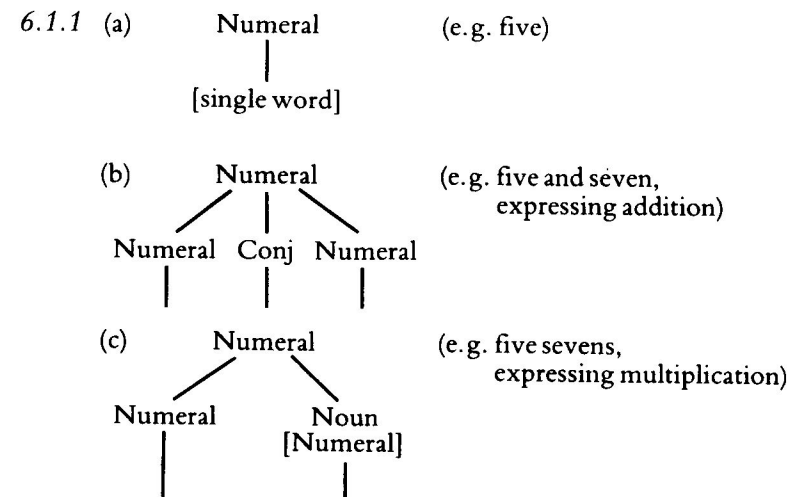 6.1.1 (a) Numeral (e.g. five)
[single word]
(b) Numeral (e.g. five and seven,
expressing addition)
Numeral Conj Numeral
(c) Numeral (e.g. five sevens,
expressing multiplication)
Numeral Noun
[Numeral]